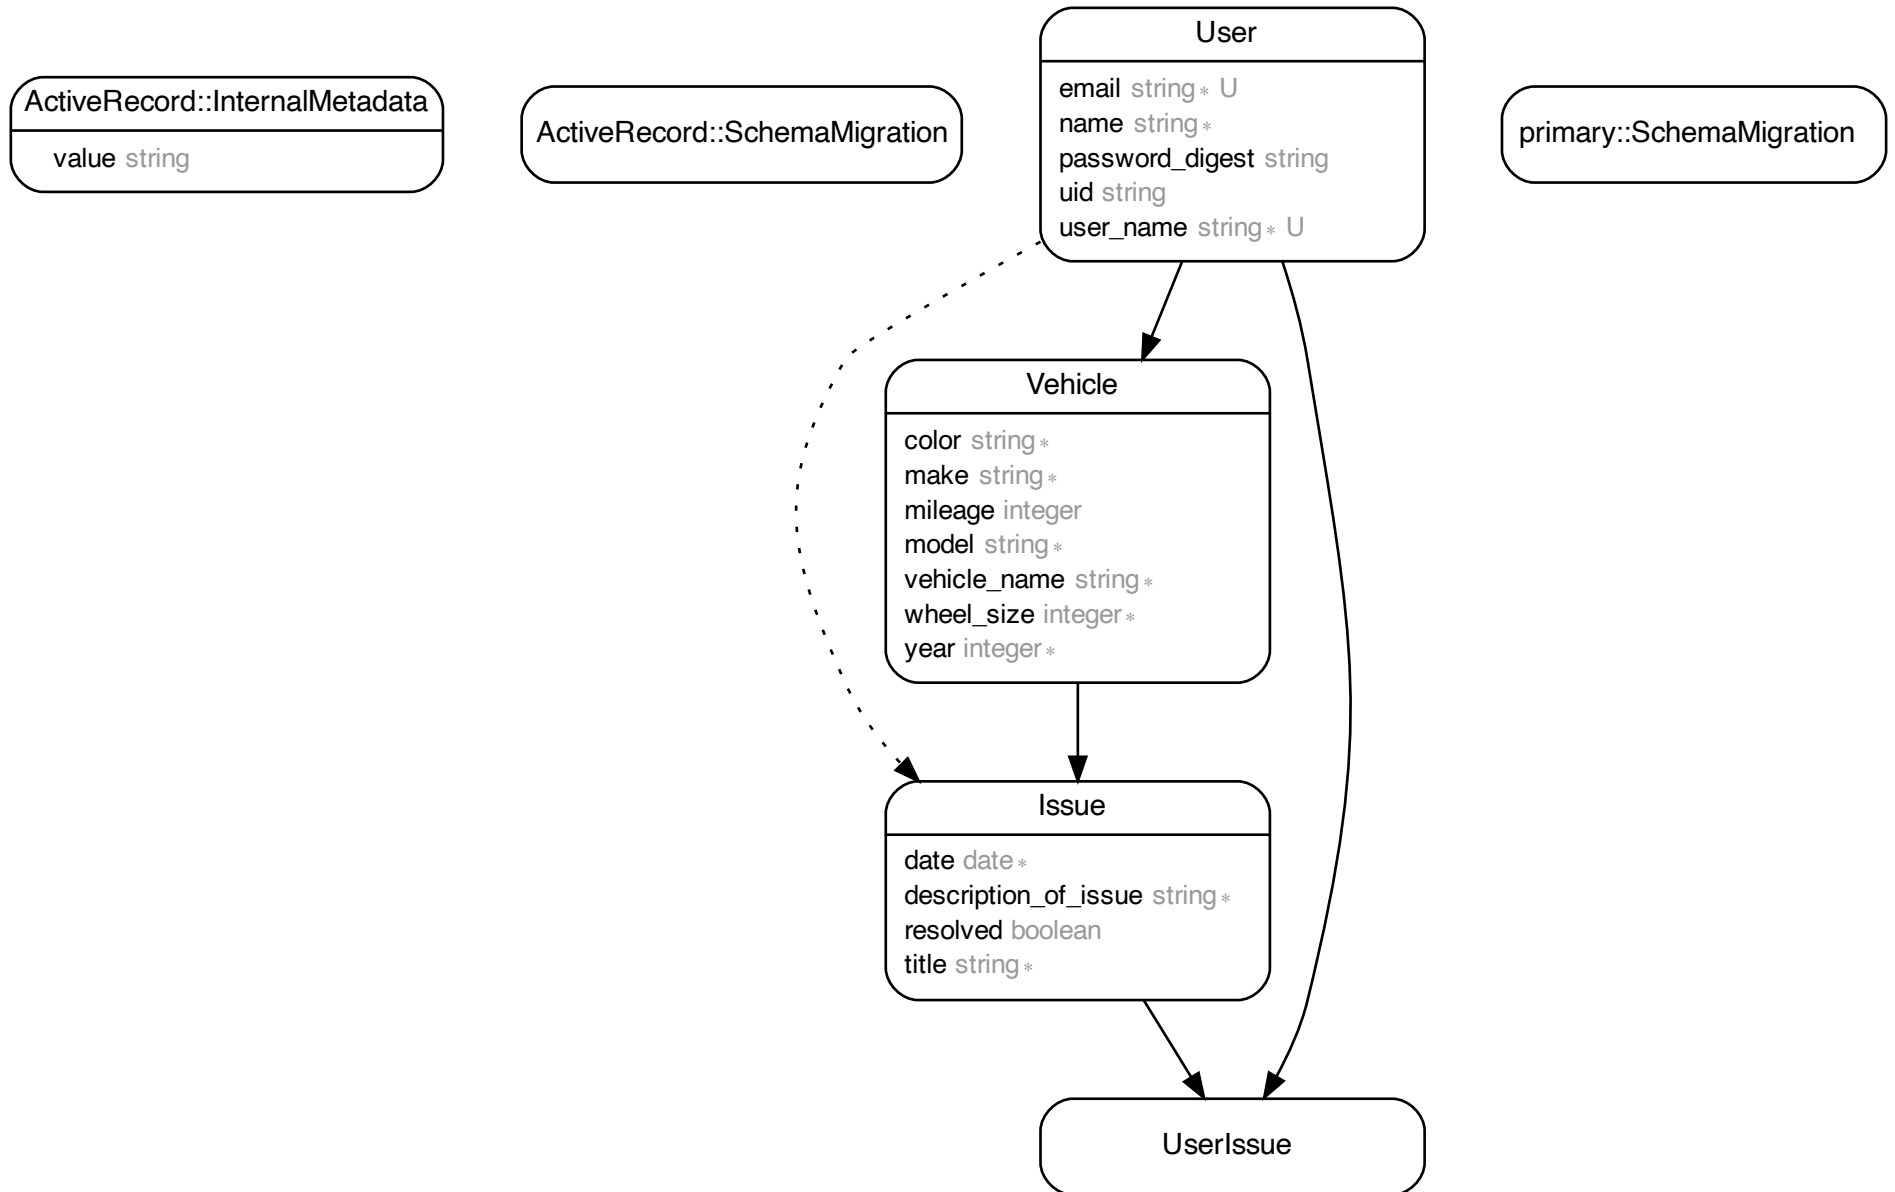 ActiveRecord::InternalMetadata
value string
ActiveRecord::SchemaMigration
User
email string* U
name string*
password_digest string
uid string
user_name string* U
primary::SchemaMigration
Vehicle
color string*
make string*
mileage integer
model string*
vehicle_name string*
wheel_size integer*
year integer*
Issue
date date*
description_of_issue string*
resolved boolean
title string*
UserIssue